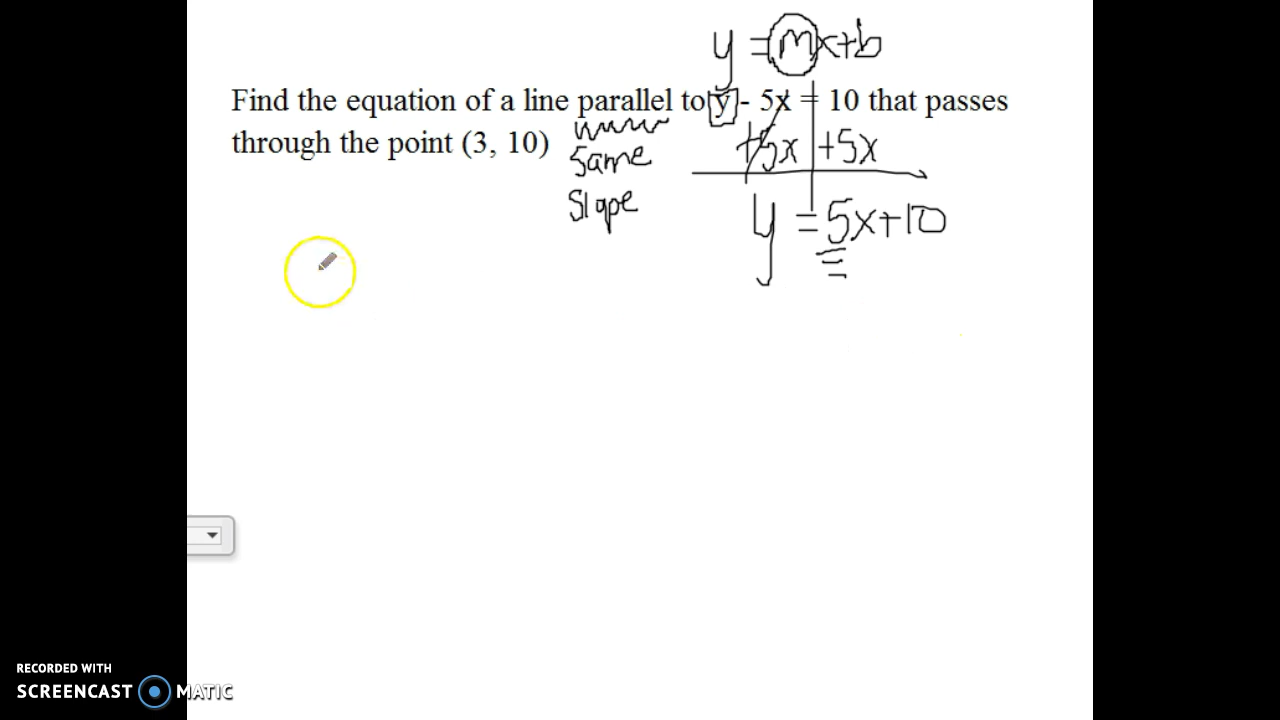 y = mx+b
Find the equation of a line parallel to y - 5x = 10 that passes
through the point (3, 10)
+5x +5x
Same
Slope
y = 5x+10
RECORDED WITH
SCREENCAST MATIC